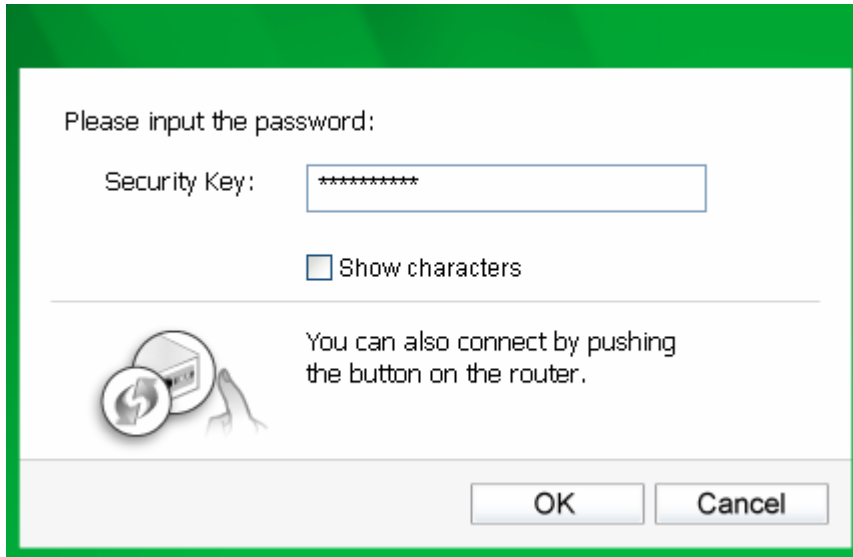 Please input the password:
Security Key: **********
Show characters
You can also connect by pushing
the button on the router.
OK Cancel